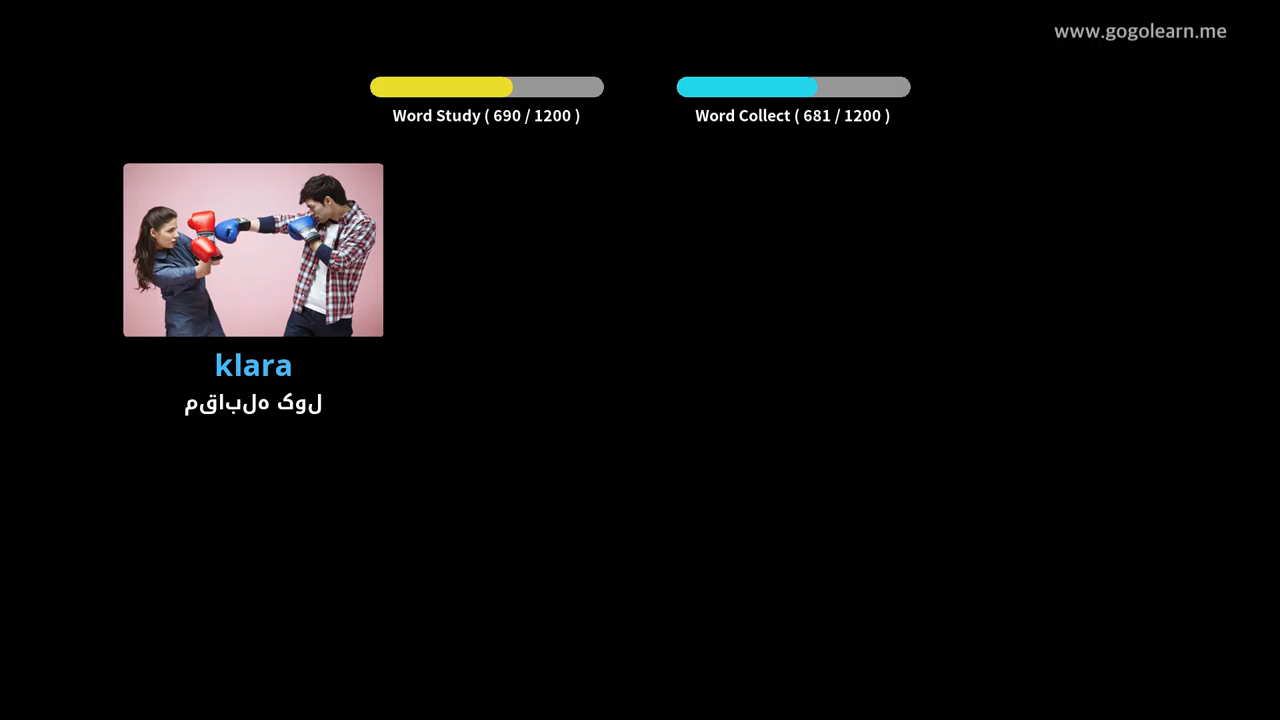 www.gogolearn.me
Word Study ( 690 / 1200 )
Word Collect ( 681 / 1200 )
klara
مقابله کول